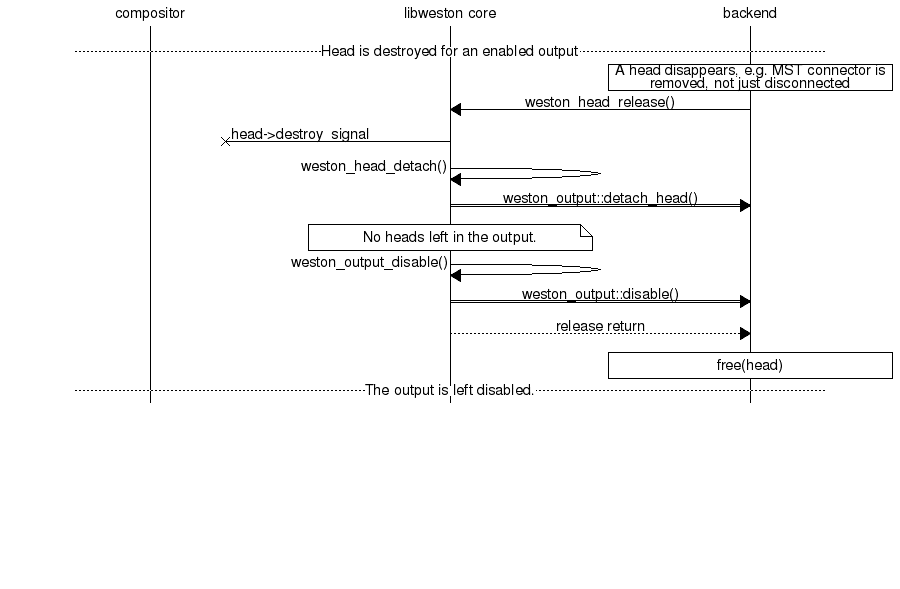 compositor libweston core backend
Head is destroyed for an enabled output
A head disappears, e.g. MST connector is
removed, not just disconnected
weston_head_release()
head->destroy_signal
weston_head_detach()
weston_output::detach_head()
No heads left in the output.
weston_output_disable()
weston_output::disable()
release return
free(head)
The output is left disabled.